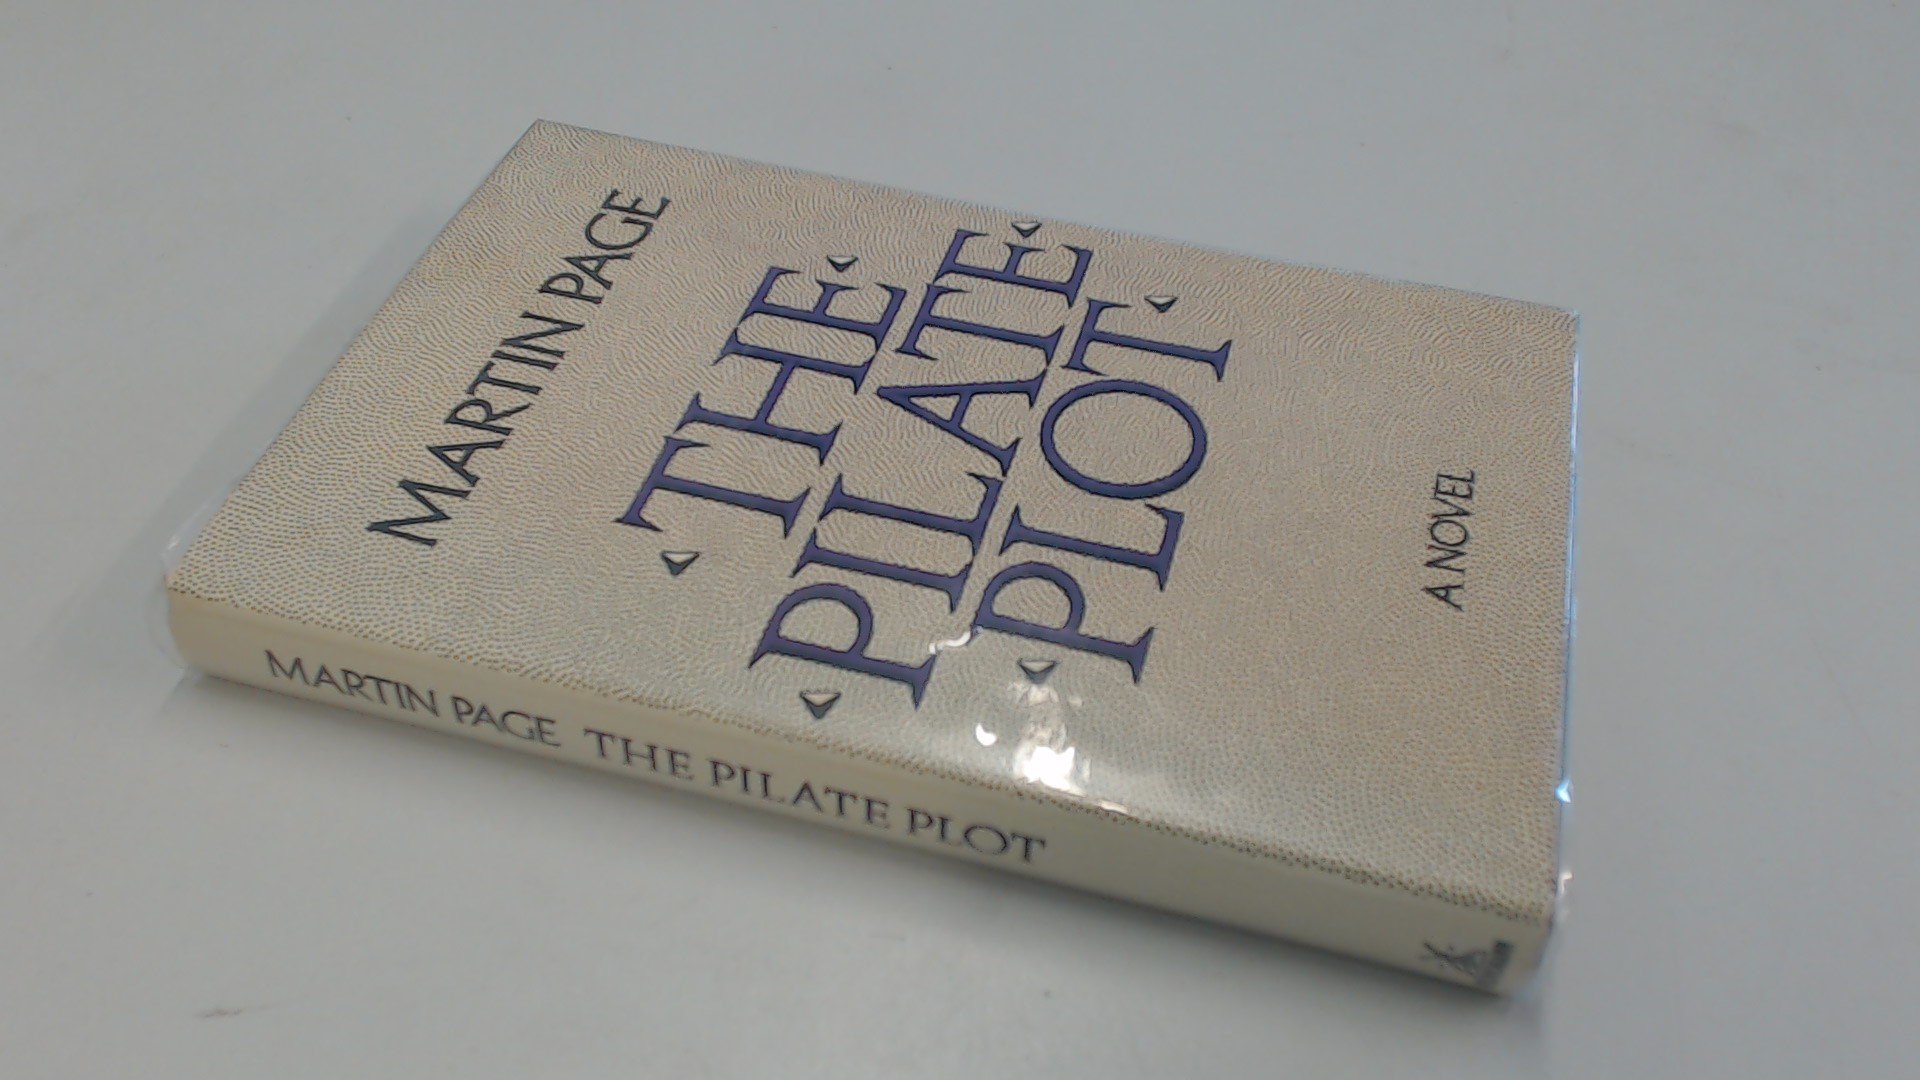 MARTIN PAGE
THE
PILATE
PLOT
A NOVEL
MARTIN PAGE THE PILATE PLOT